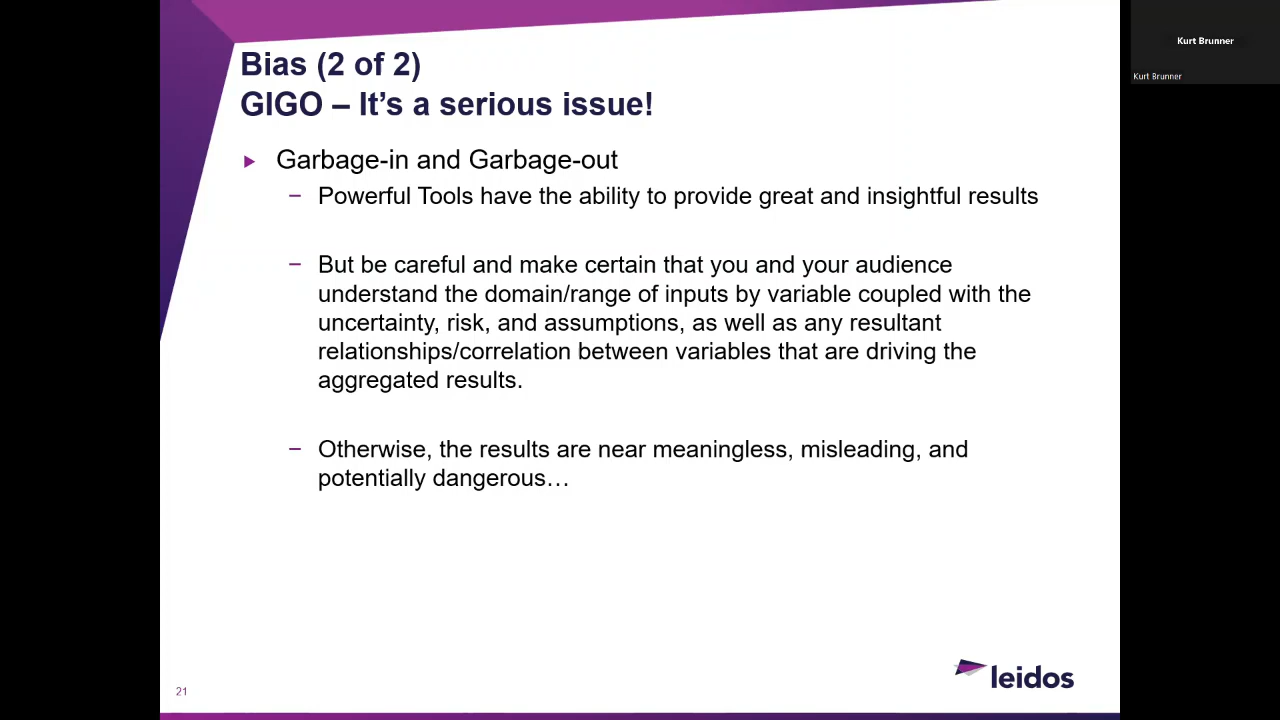 Bias (2 of 2)
GIGO – It's a serious issue!
Garbage-in and Garbage-out
– Powerful Tools have the ability to provide great and insightful results
– But be careful and make certain that you and your audience
understand the domain/range of inputs by variable coupled with the
uncertainty, risk, and assumptions, as well as any resultant
relationships/correlation between variables that are driving the
aggregated results.
– Otherwise, the results are near meaningless, misleading, and
potentially dangerous…
21
leidos
Kurt Brunner
Kurt Brunner